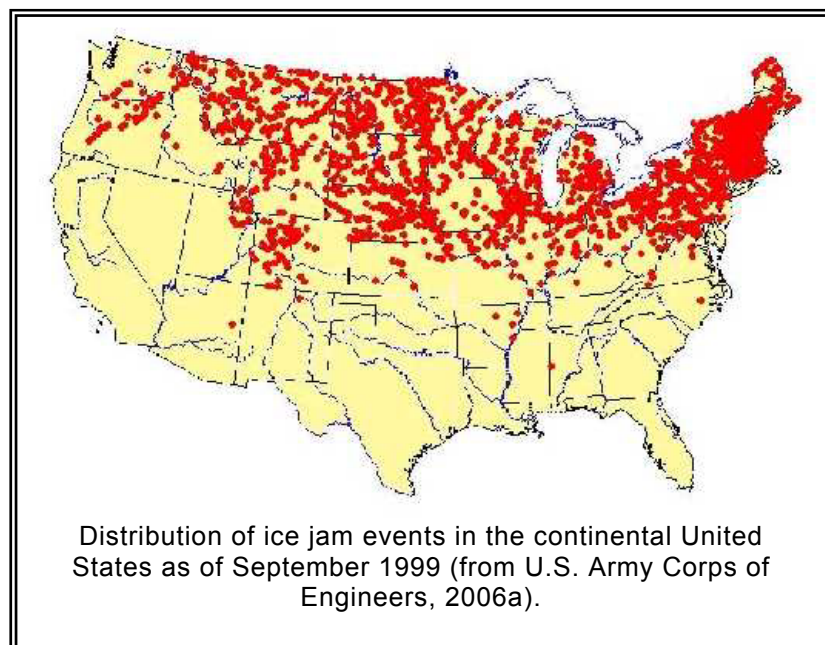 Distribution of ice jam events in the continental United
States as of September 1999 (from U.S. Army Corps of
Engineers, 2006a).